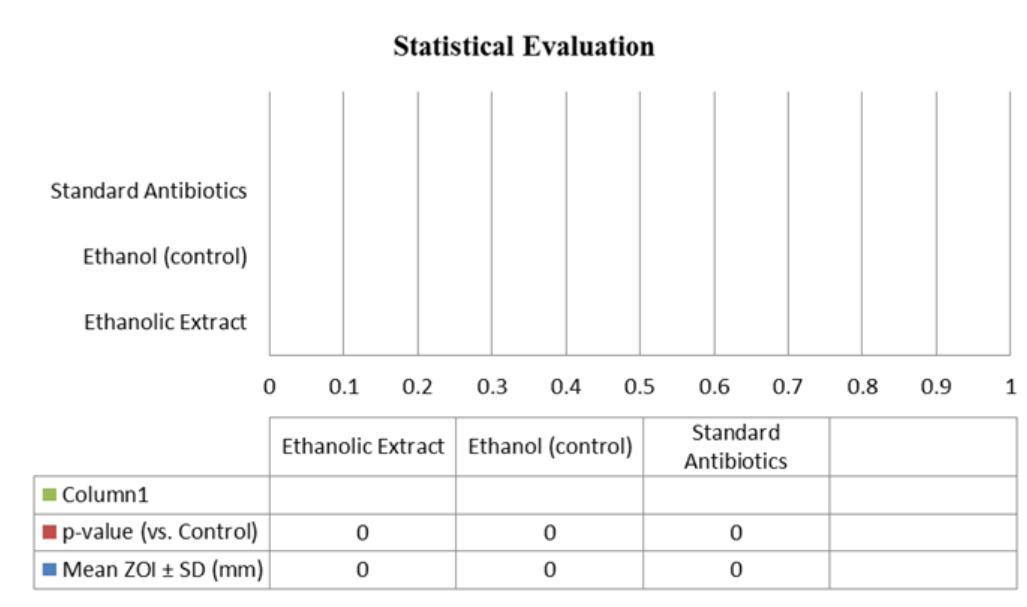 Statistical Evaluation
Standard Antibiotics
Ethanol (control)
Ethanolic Extract
0 0.1 0.2 0.3 0.4 0.5 0.6 0.7 0.8 0.9 1
Ethanolic Extract Ethanol (control) Standard
Antibiotics
Column1
p-value (vs. Control) 0 0 0
Mean ZOI ± SD (mm) 0 0 0